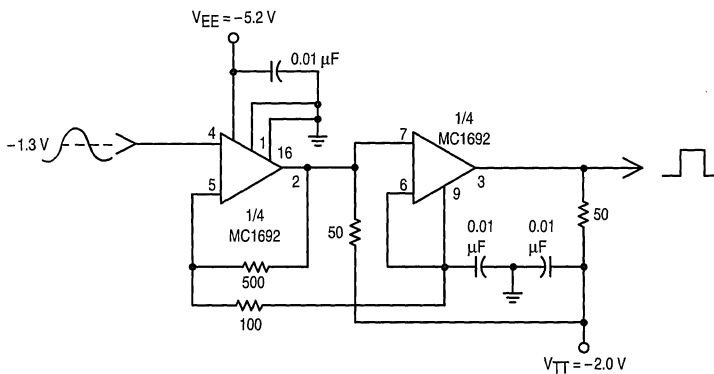 VEE = −5.2 V
0.01 µF
−1.3 V
4
1
16
2
5
1/4
MC1692
500
100
50
1/4
MC1692
7
6
9
3
0.01
µF
0.01
µF
50
VTT = −2.0 V